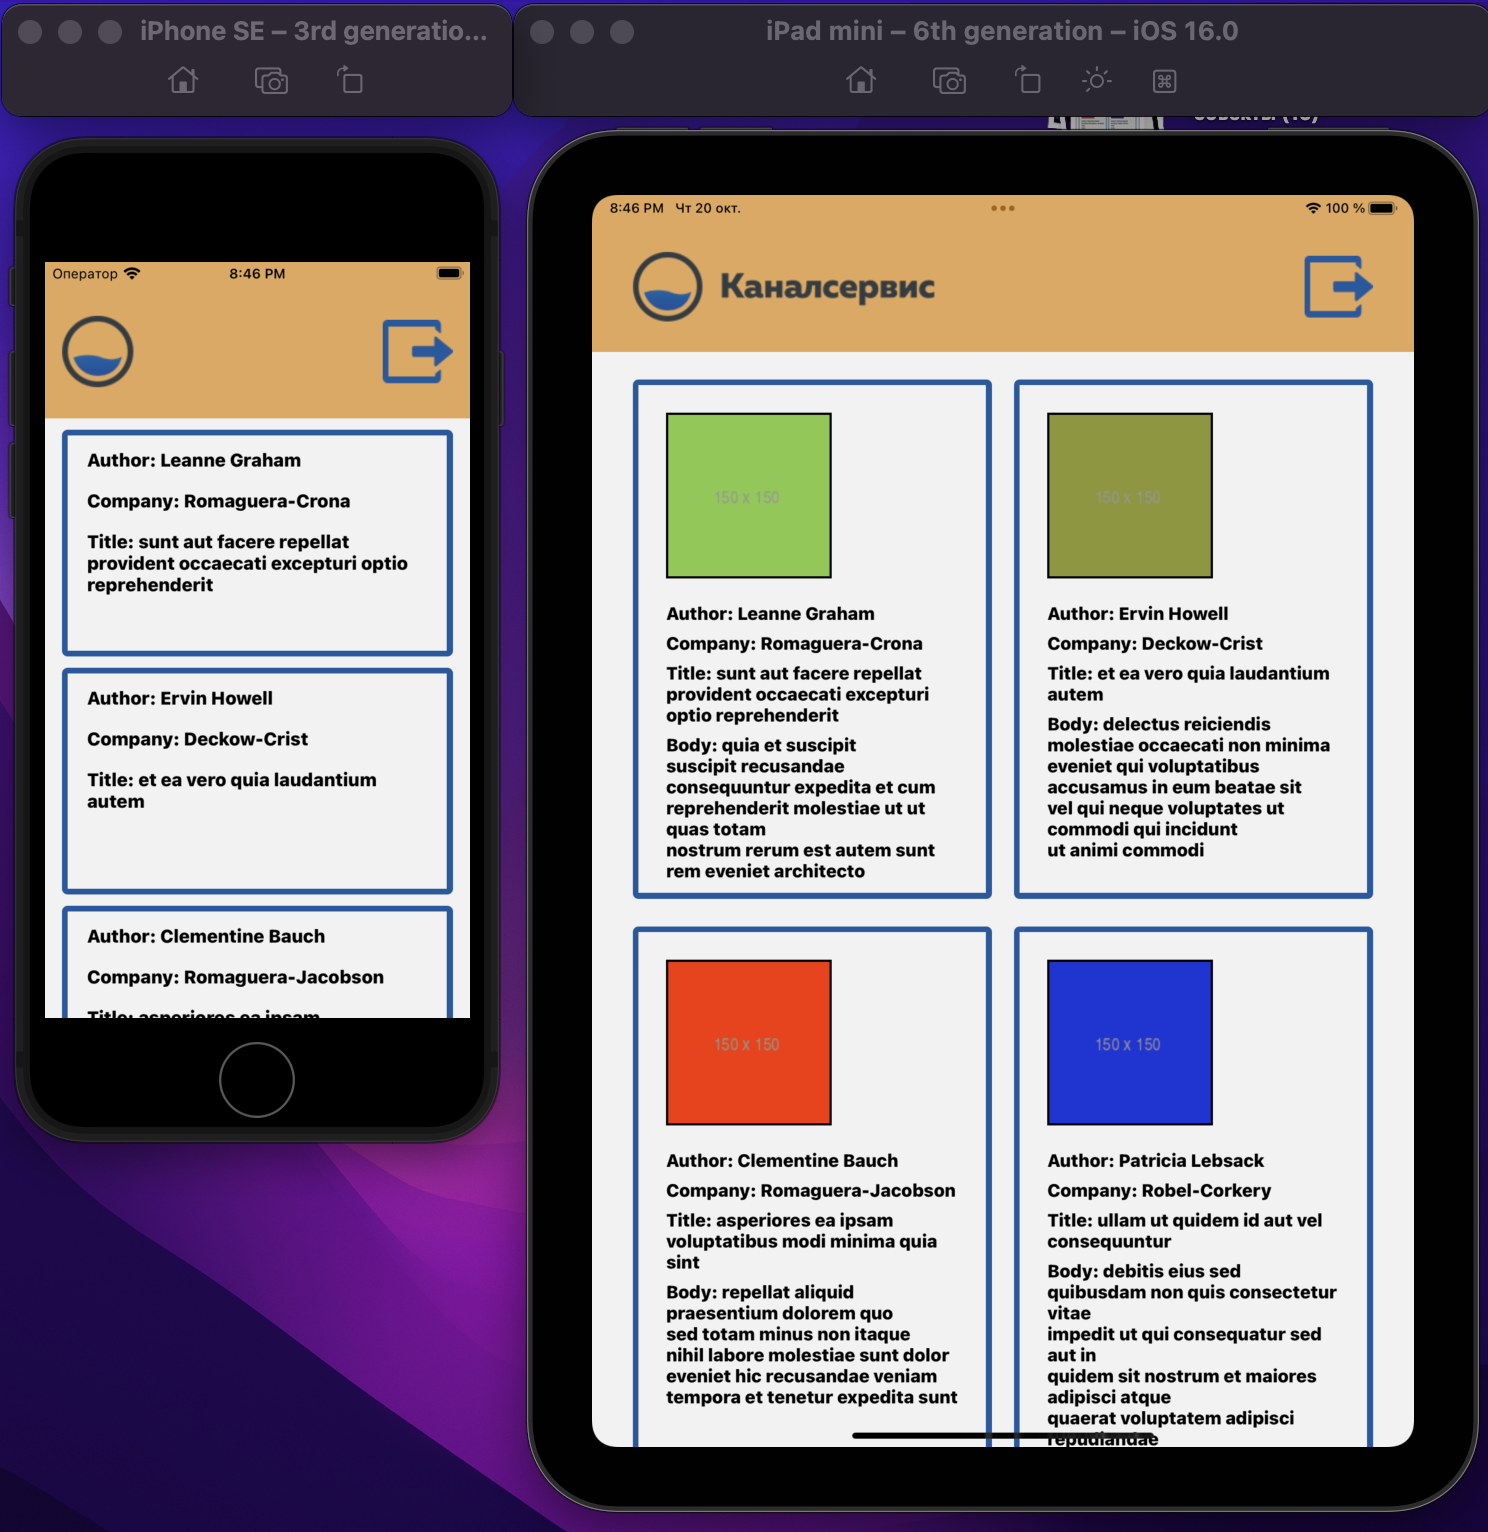 iPhone SE – 3rd generatio...
Оператор
8:46 PM
Author: Leanne Graham
Company: Romaguera-Crona
Title: sunt aut facere repellat
provident occaecati excepturi optio
reprehenderit
Author: Ervin Howell
Company: Deckow-Crist
Title: et ea vero quia laudantium
autem
Author: Clementine Bauch
Company: Romaguera-Jacobson
Title: asperiores ea ipsam
iPad mini – 6th generation – iOS 16.0
8:46 PM Чт 20 окт.
100 %
Каналсервис
150 x 150
Author: Leanne Graham
Company: Romaguera-Crona
Title: sunt aut facere repellat
provident occaecati excepturi
optio reprehenderit
Body: quia et suscipit
suscipit recusandae
consequuntur expedita et cum
reprehenderit molestiae ut ut
quas totam
nostrum rerum est autem sunt
rem eveniet architecto
150 x 150
Author: Ervin Howell
Company: Deckow-Crist
Title: et ea vero quia laudantium
autem
Body: delectus reiciendis
molestiae occaecati non minima
eveniet qui voluptatibus
accusamus in eum beatae sit
vel qui neque voluptates ut
commodi qui incidunt
ut animi commodi
150 x 150
Author: Clementine Bauch
Company: Romaguera-Jacobson
Title: asperiores ea ipsam
voluptatibus modi minima quia
sint
Body: repellat aliquid
praesentium dolorem quo
sed totam minus non itaque
nihil labore molestiae sunt dolor
eveniet hic recusandae veniam
tempora et tenetur expedita sunt
150 x 150
Author: Patricia Lebsack
Company: Robel-Corkery
Title: ullam ut quidem id aut vel
consequuntur
Body: debitis eius sed
quibusdam non quis consectetur
vitae
impedit ut qui consequatur sed
aut in
quidem sit nostrum et maiores
adipisci atque
quaerat voluptatem adipisci
repudiandae